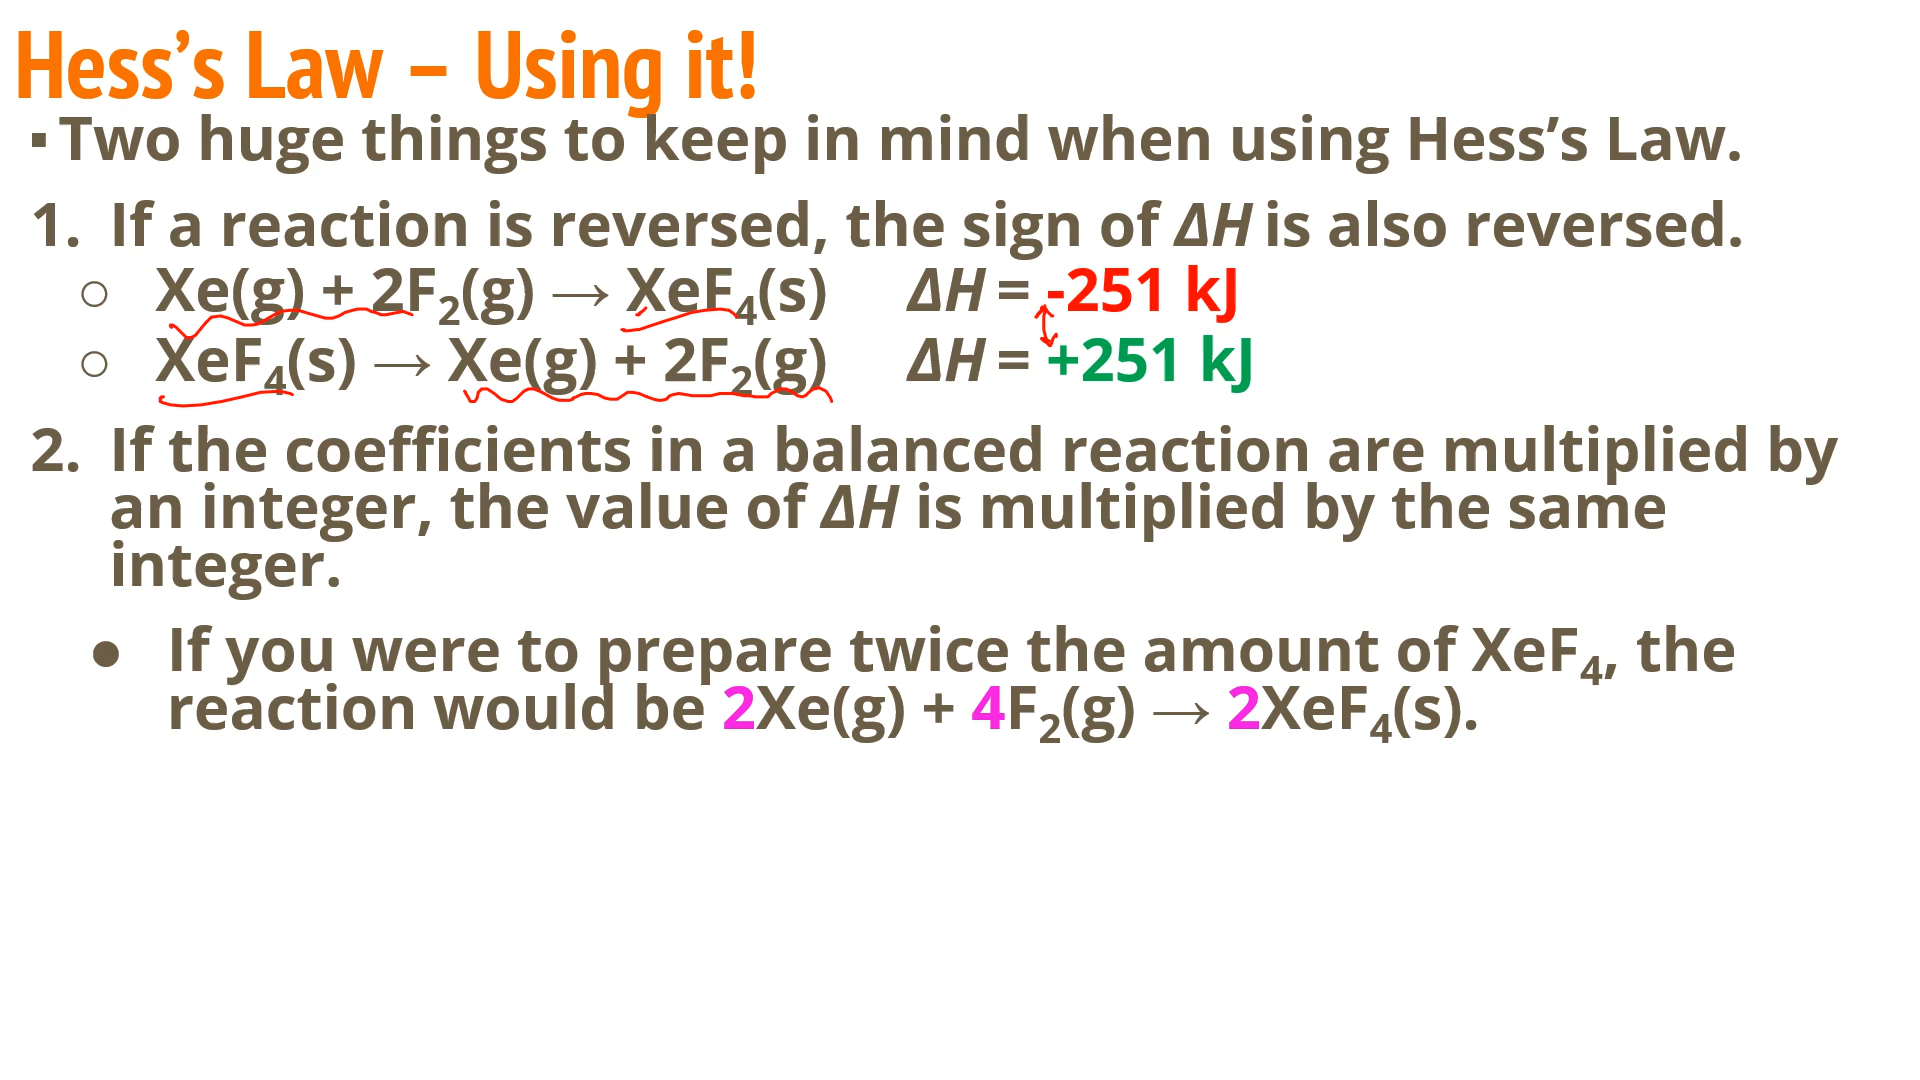 Hess’s Law – Using it!
▪ Two huge things to keep in mind when using Hess’s Law.
1. If a reaction is reversed, the sign of ΔH is also reversed.
○ Xe(g) + 2F₂(g) → XeF₄(s) ΔH = -251 kJ
○ XeF₄(s) → Xe(g) + 2F₂(g) ΔH = +251 kJ
2. If the coefficients in a balanced reaction are multiplied by
an integer, the value of ΔH is multiplied by the same
integer.
● If you were to prepare twice the amount of XeF₄, the
reaction would be 2Xe(g) + 4F₂(g) → 2XeF₄(s).